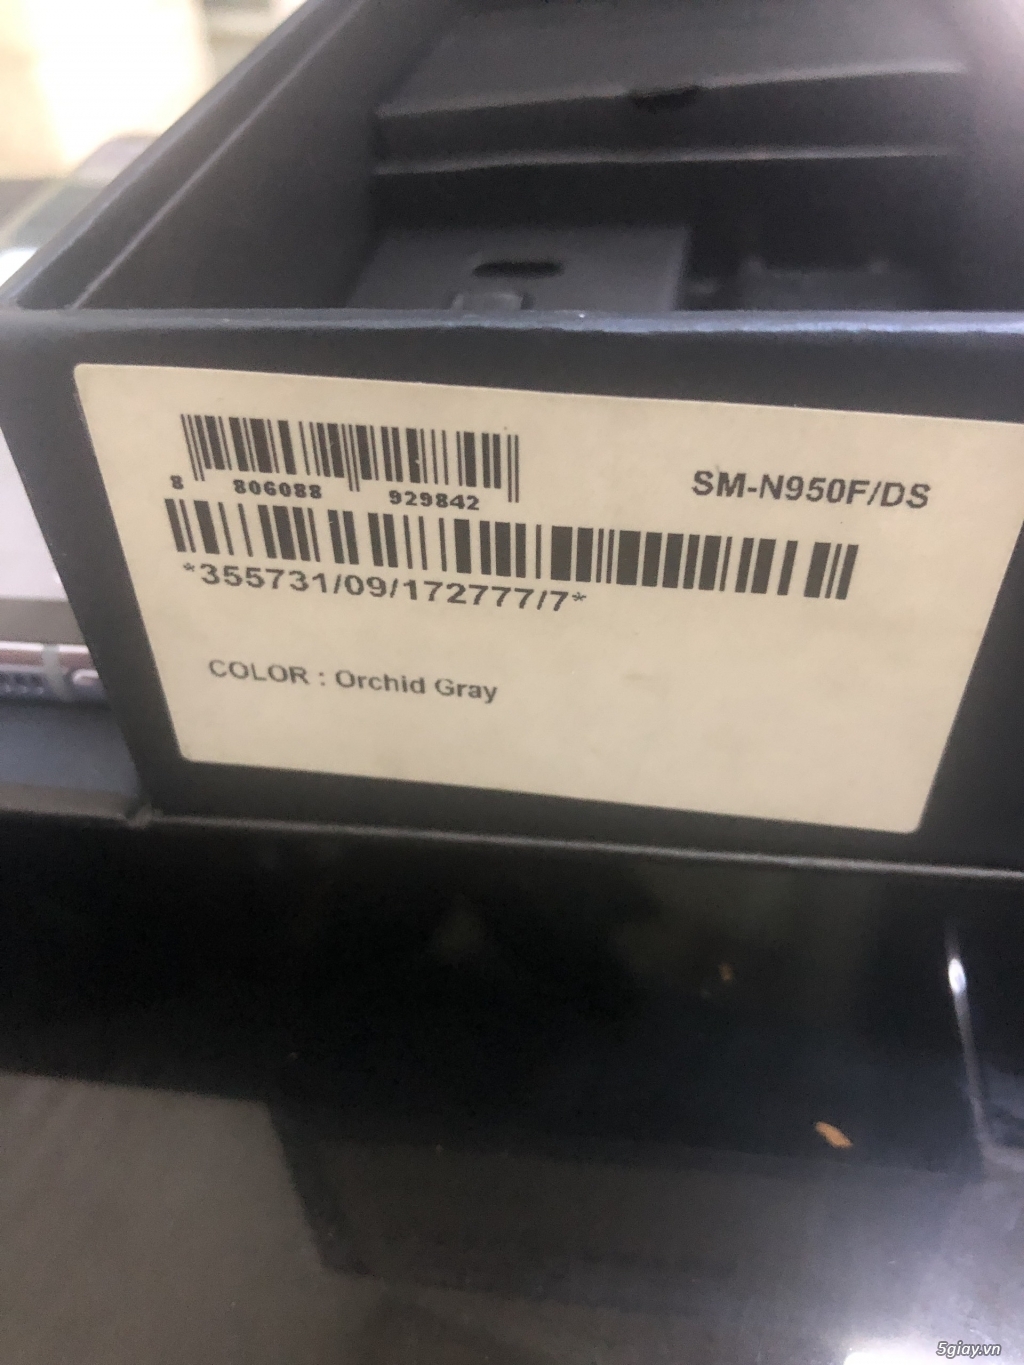 SM-N950F/DS
8 806088 929842
*355731/09/172777/7*
COLOR : Orchid Gray
5giay.vn